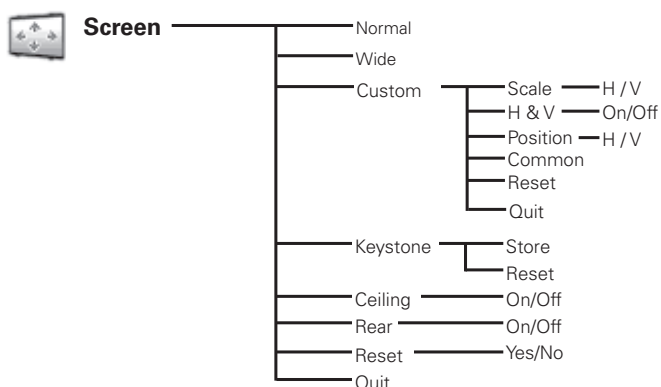 Screen
Normal
Wide
Custom
Scale H / V
H & V On/Off
Position H / V
Common
Reset
Quit
Keystone Store
Reset
Ceiling On/Off
Rear On/Off
Reset Yes/No
Quit